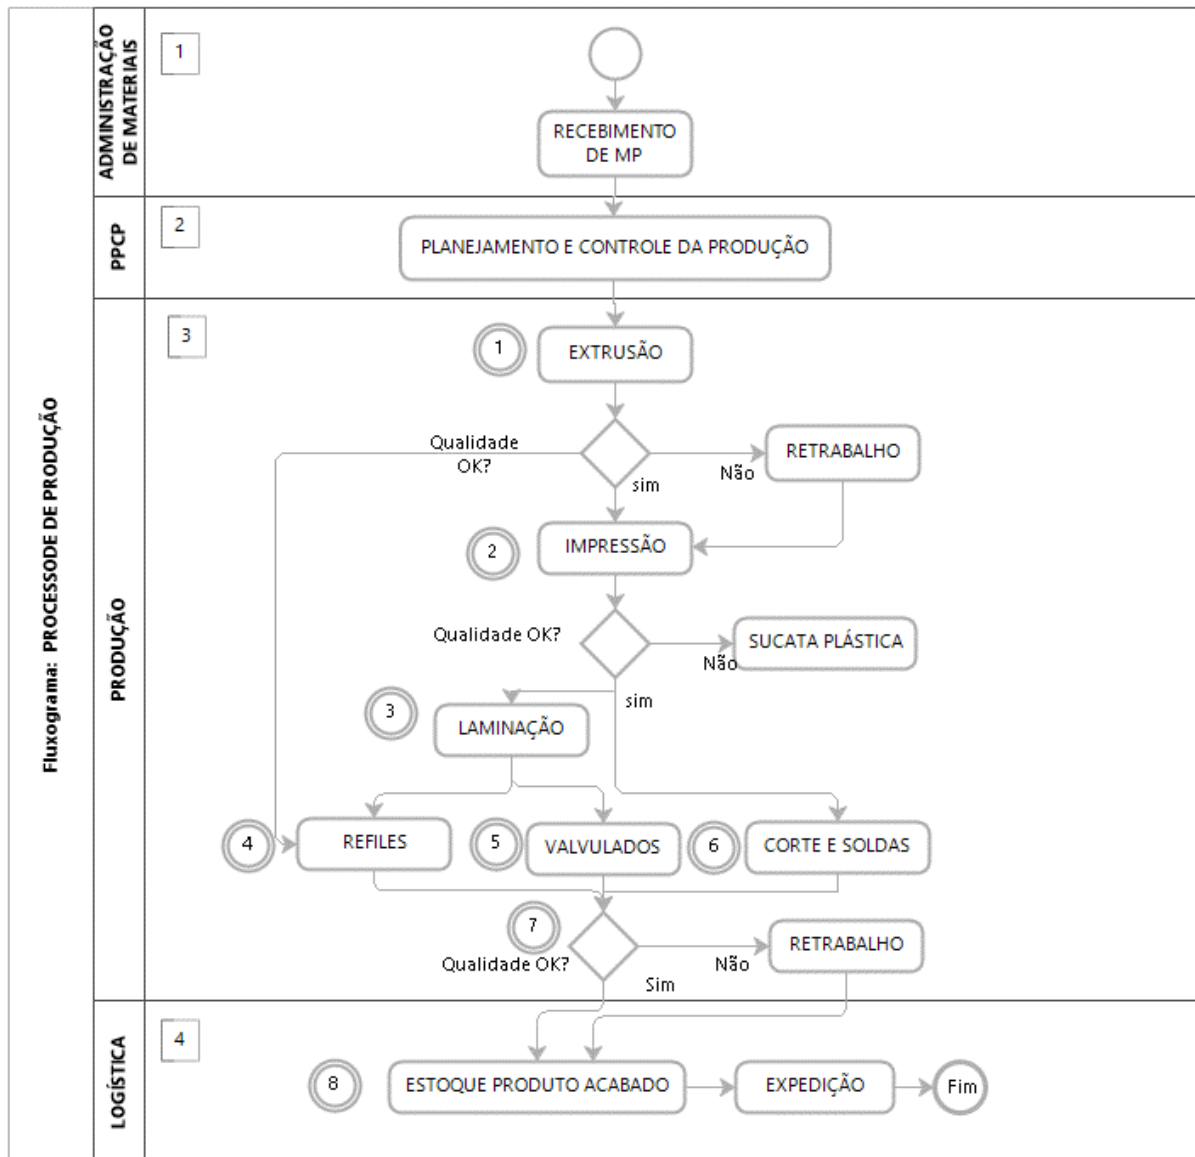 Fluxograma: PROCESSODE PRODUÇÃO
ADMINISTRAÇÃO
DE MATERIAIS
1
RECEBIMENTO
DE MP
PPCP
2
PLANEJAMENTO E CONTROLE DA PRODUÇÃO
PRODUÇÃO
3
1
EXTRUSÃO
Qualidade
OK?
sim
Não
RETRABALHO
2
IMPRESSÃO
Qualidade OK?
Não
SUCATA PLÁSTICA
sim
3
LAMINAÇÃO
4
REFILES
5
VALVULADOS
6
CORTE E SOLDAS
7
Qualidade OK?
Não
RETRABALHO
Sim
LOGÍSTICA
4
8
ESTOQUE PRODUTO ACABADO
EXPEDIÇÃO
Fim